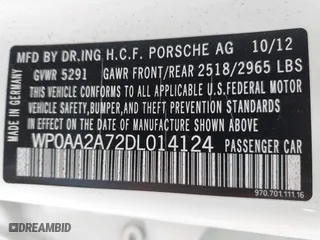 MFD BY DR.ING H.C.F. PORSCHE AG 10/12
GVWR 5291 GAWR FRONT/REAR 2518/2965 LBS
THIS VEHICLE CONFORMS TO ALL APPLICABLE
U.S.FEDERAL MOTOR
VEHICLE SAFETY, BUMPER, AND THEFT PREVENTION STANDARDS
IN EFFECT ON THE DATE OF MANUFACTURE SHOWN ABOVE.
WP0AA2A72DL014124 PASSENGER CAR
970.701.111.16
MADE IN GERMANY
DREAMBID